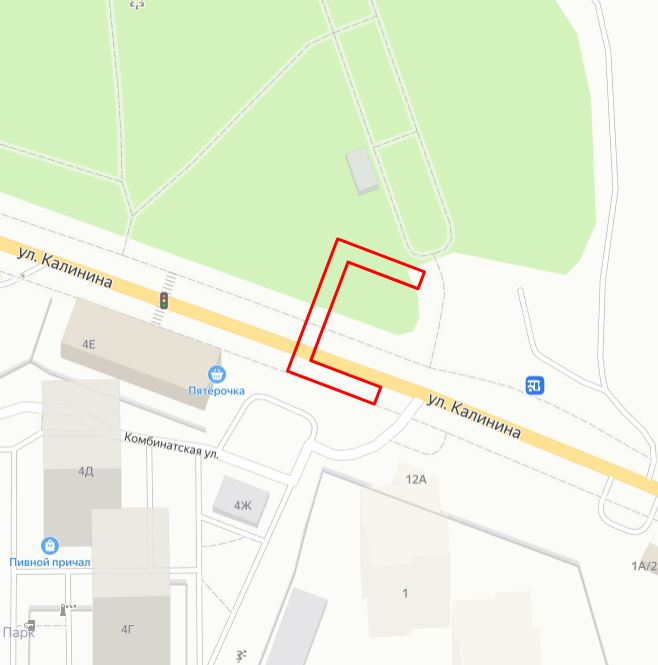 ул. Калинина
4Е
Пятёрочка
ул. Калинина
Комбинатская ул.
4Д
12А
4Ж
Пивной причал
1А/2
1
4Г
Парк